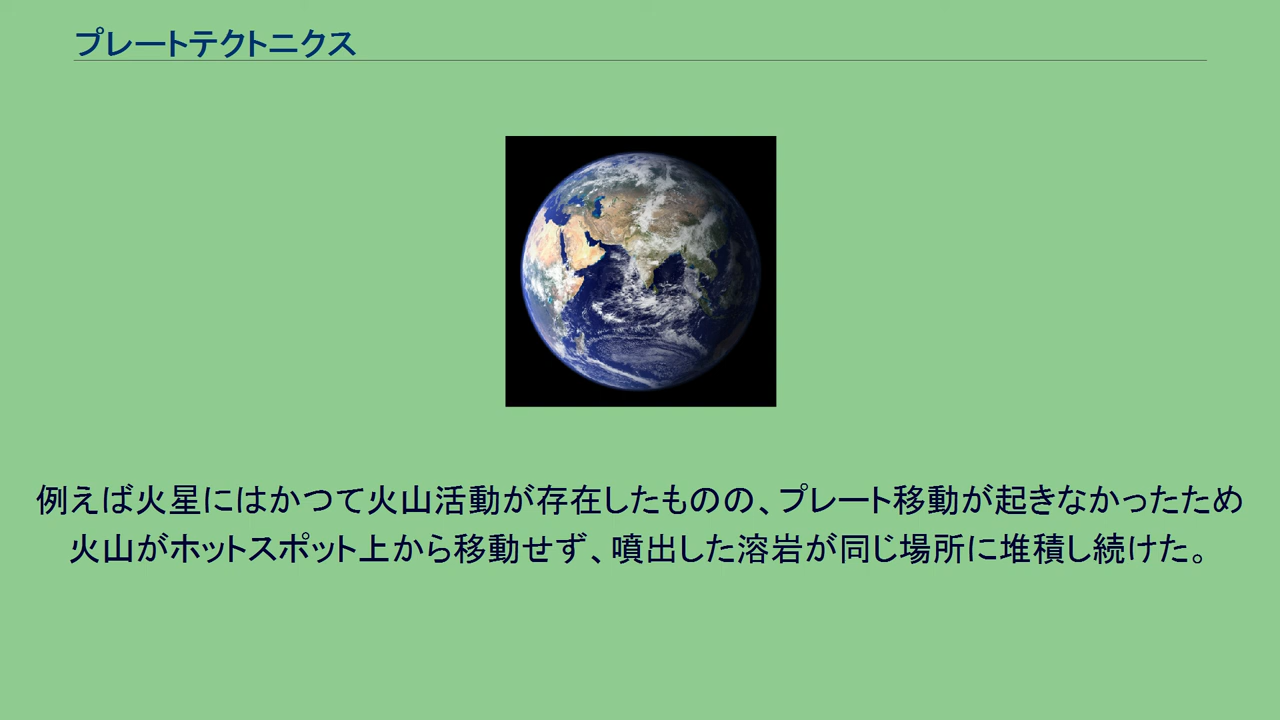 プレートテクトニクス
例えば火星にはかつて火山活動が存在したものの、プレート移動が起きなかったため
火山がホットスポット上から移動せず、噴出した溶岩が同じ場所に堆積し続けた。